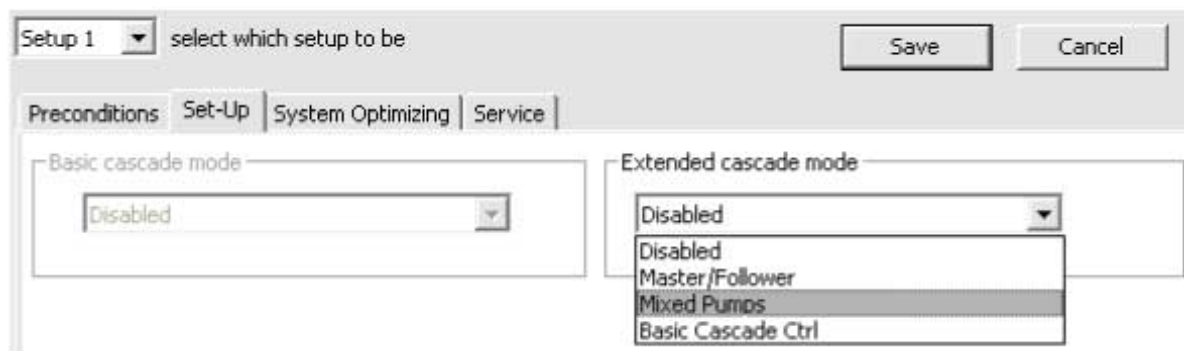 Setup 1 select which setup to be Save Cancel
Preconditions Set-Up System Optimizing Service
Basic cascade mode Extended cascade mode
Disabled Disabled
Disabled
Master/Follower
Mixed Pumps
Basic Cascade Ctrl